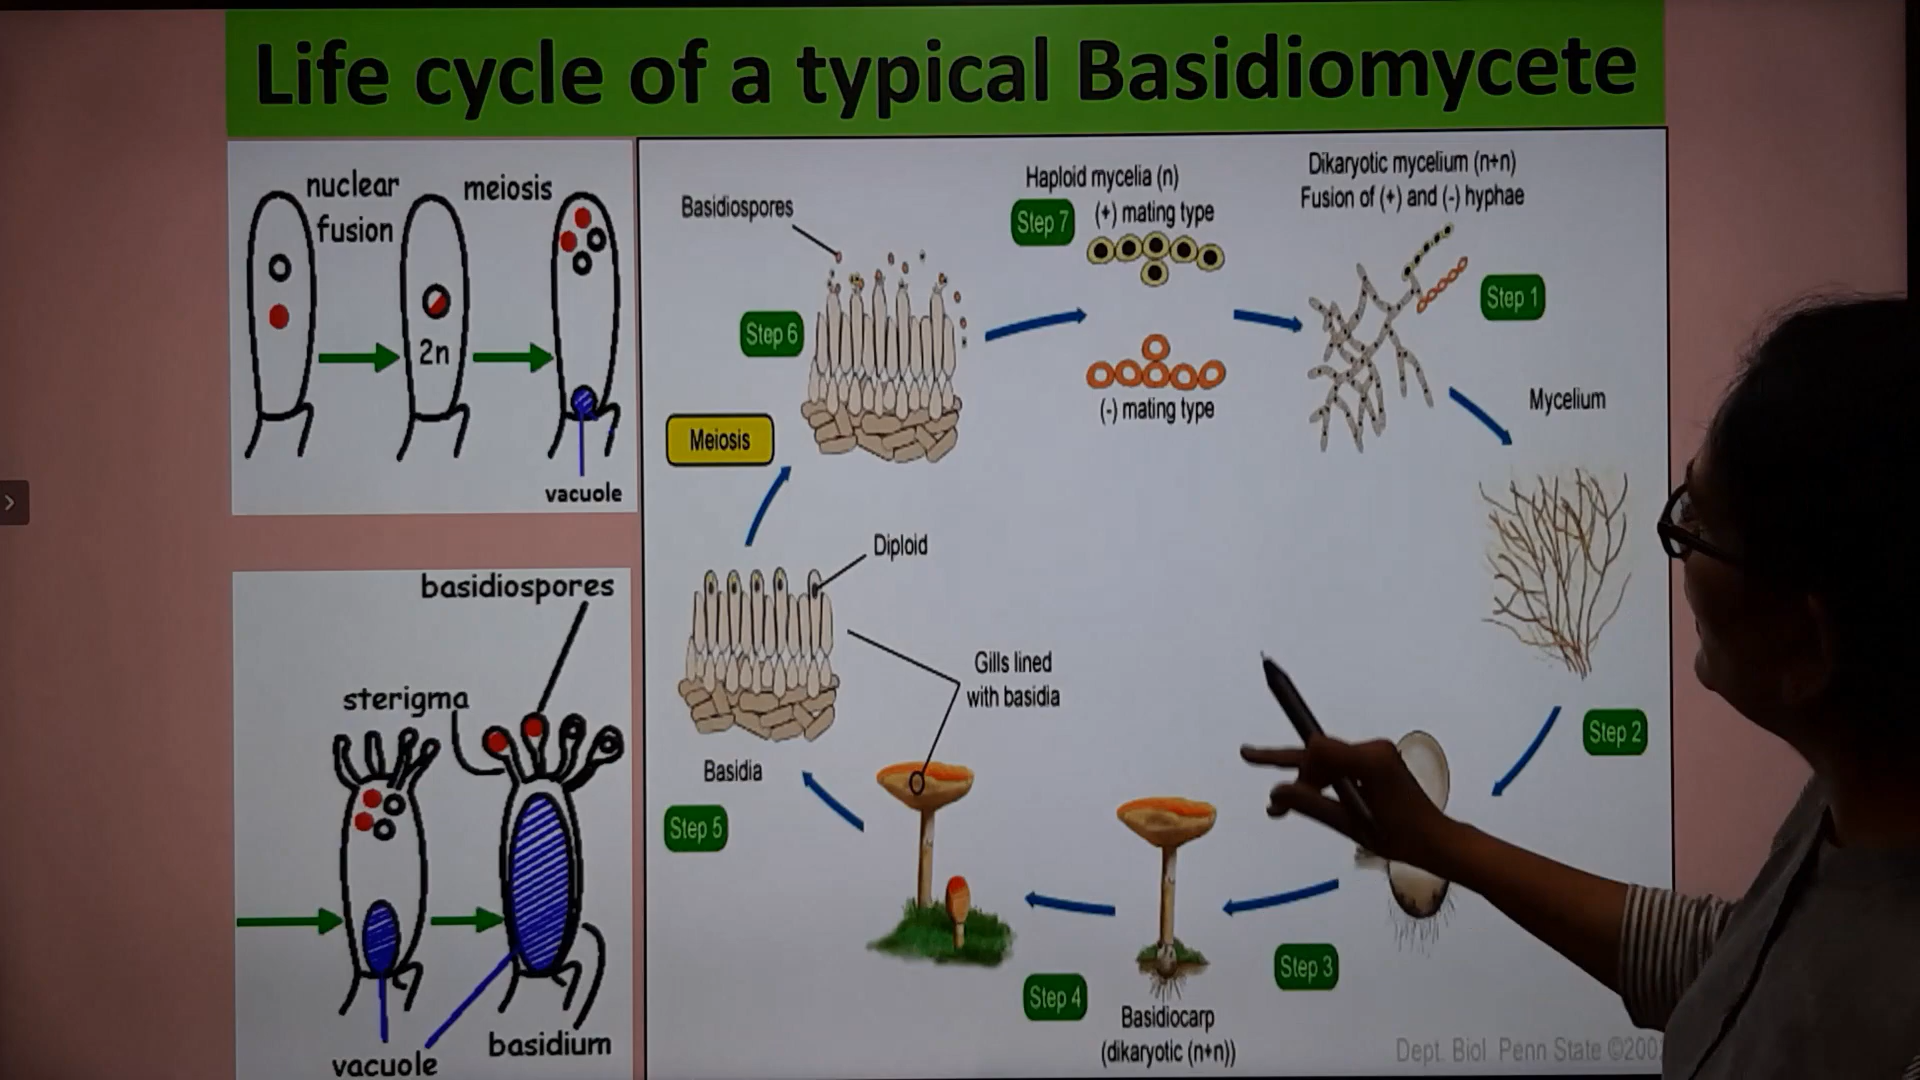 Life cycle of a typical Basidiomycete
nuclear
fusion
meiosis
2n
vacuole
basidiospores
sterigma
vacuole
basidium
Basidiospores
Haploid mycelia (n)
Step 7
(+) mating type
(-) mating type
Dikaryotic mycelium (n+n)
Fusion of (+) and (-) hyphae
Step 1
Mycelium
Step 2
Step 3
Basidiocarp
(dikaryotic (n+n))
Step 4
Gills lined
with basidia
Diploid
Basidia
Step 5
Meiosis
Step 6
Dept. Biol. Penn State ©200